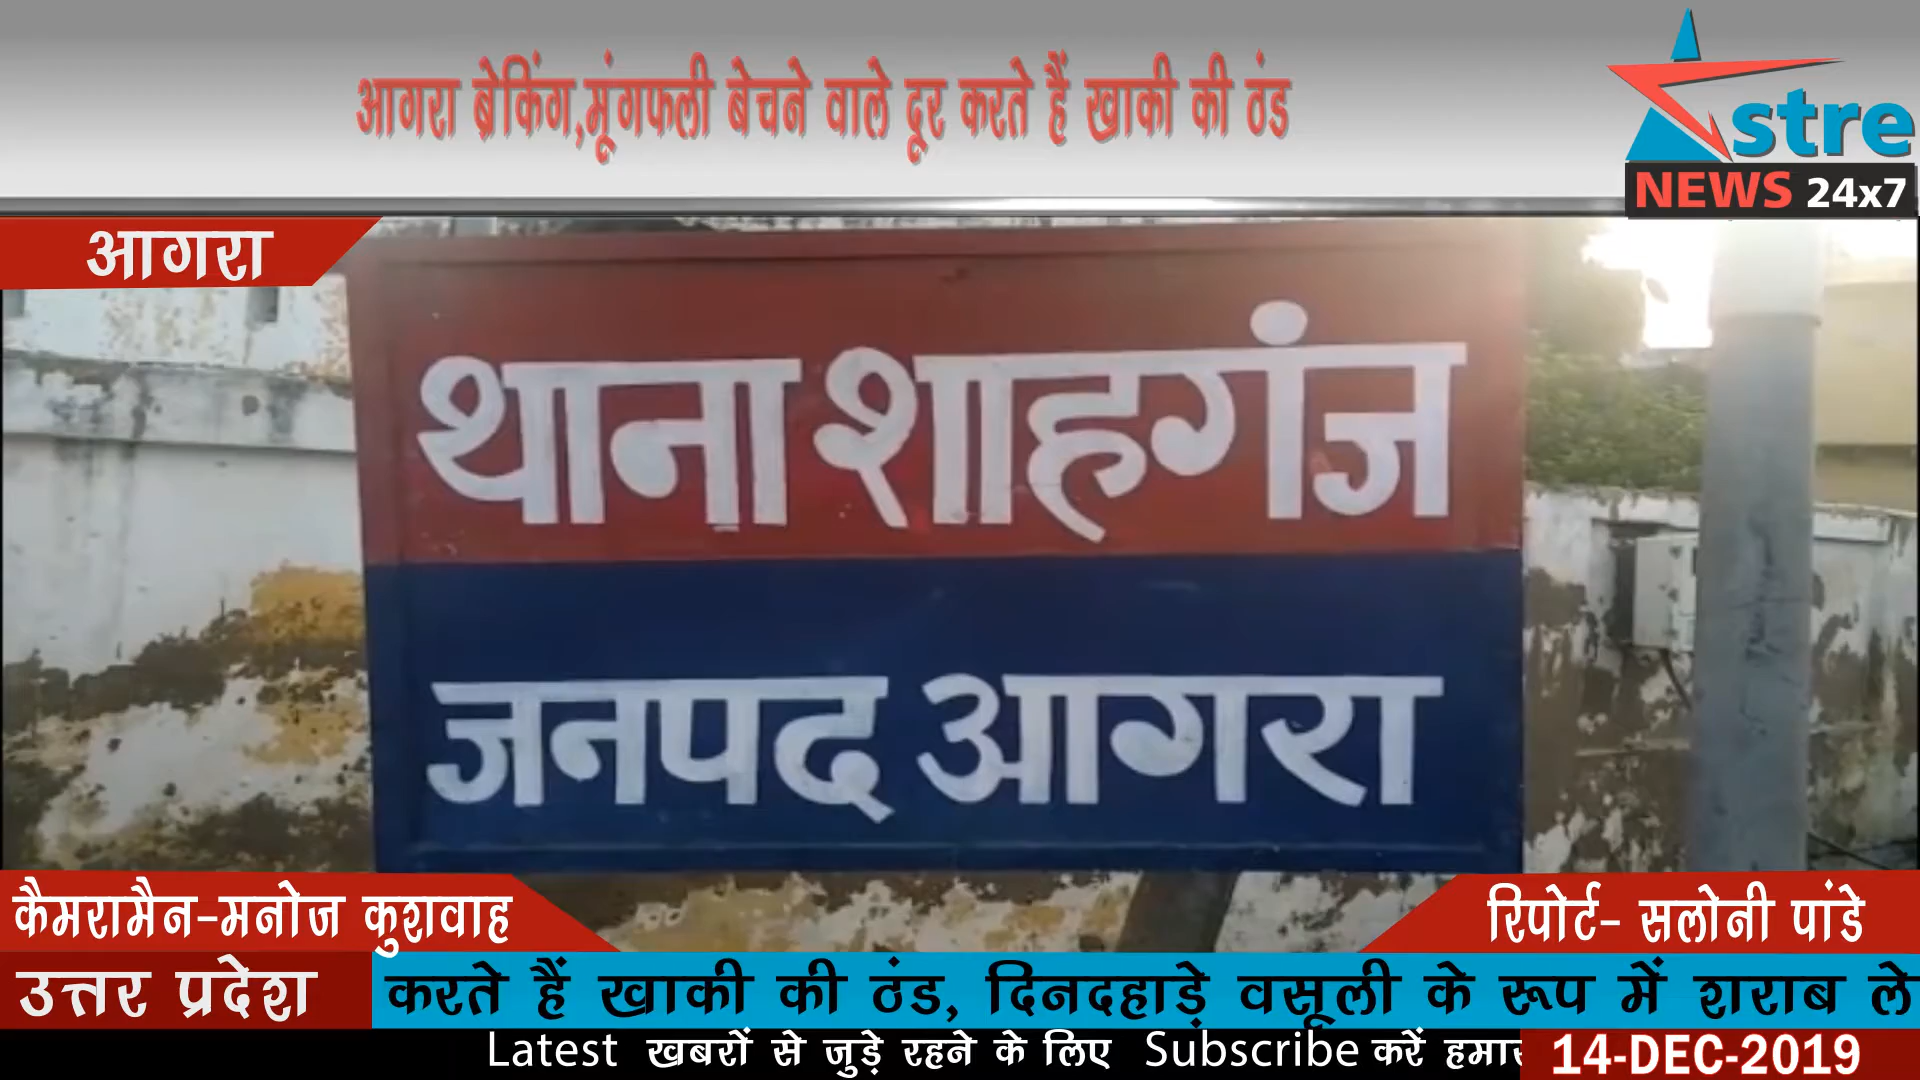 आगरा ब्रेकिंग,मूंगफली बेचने वाले दूर करते हैं खाकी की ठंड
stre
NEWS 24x7
आगरा
थाना शाहगंज
जनपद आगरा
कैमरामैन-मनोज कुशवाह
रिपोर्ट- सलोनी पांडे
उत्तर प्रदेश
करते हैं खाकी की ठंड, दिनदहाड़े वसूली के रूप में शराब ले
Latest खबरों से जुड़े रहने के लिए Subscribe करें
14-DEC-2019